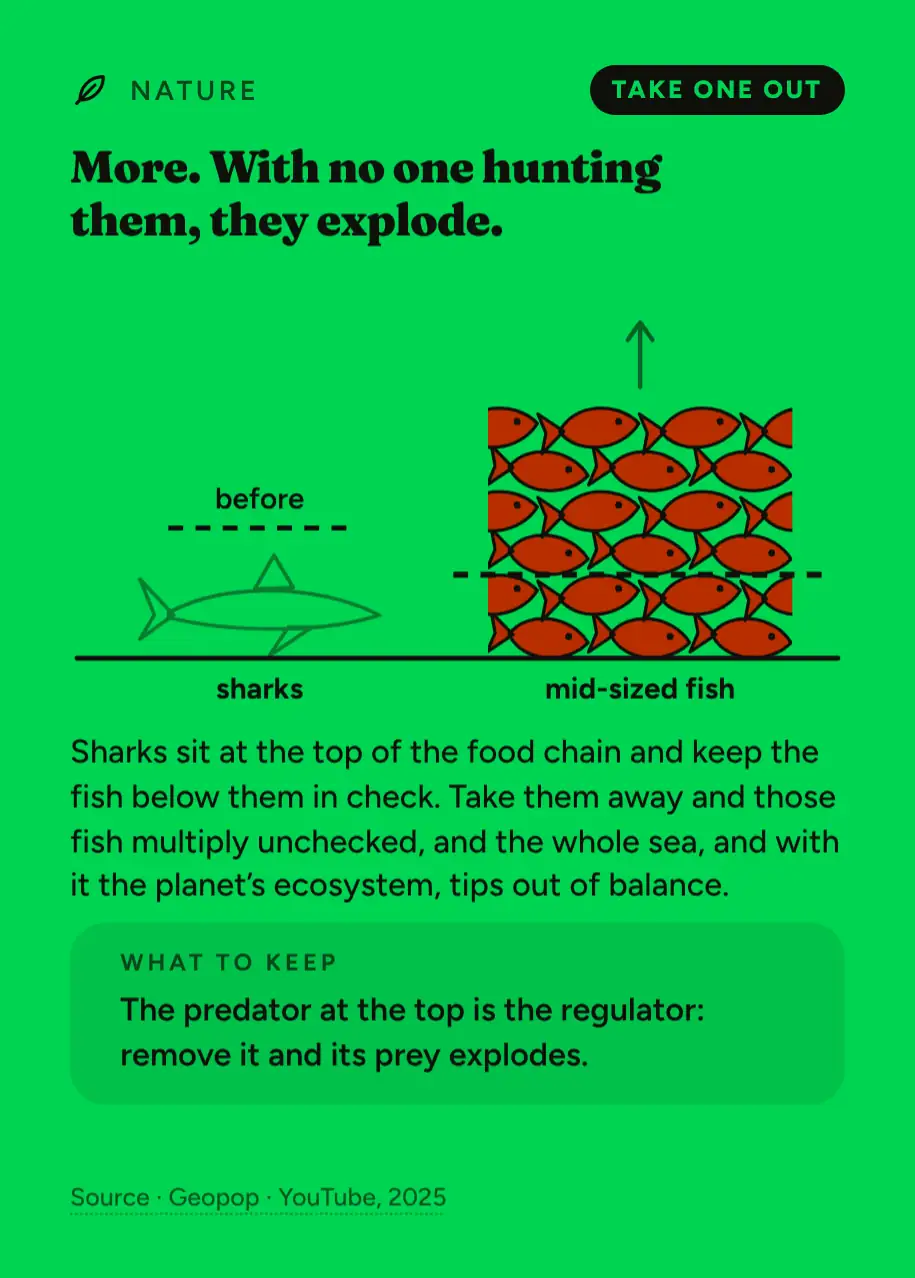 NATURE
TAKE ONE OUT
More. With no one hunting
them, they explode.
before
sharks
mid-sized fish
Sharks sit at the top of the food chain and keep the
fish below them in check. Take them away and those
fish multiply unchecked, and the whole sea, and with
it the planet’s ecosystem, tips out of balance.
WHAT TO KEEP
The predator at the top is the regulator:
remove it and its prey explodes.
Source · Geopop · YouTube, 2025